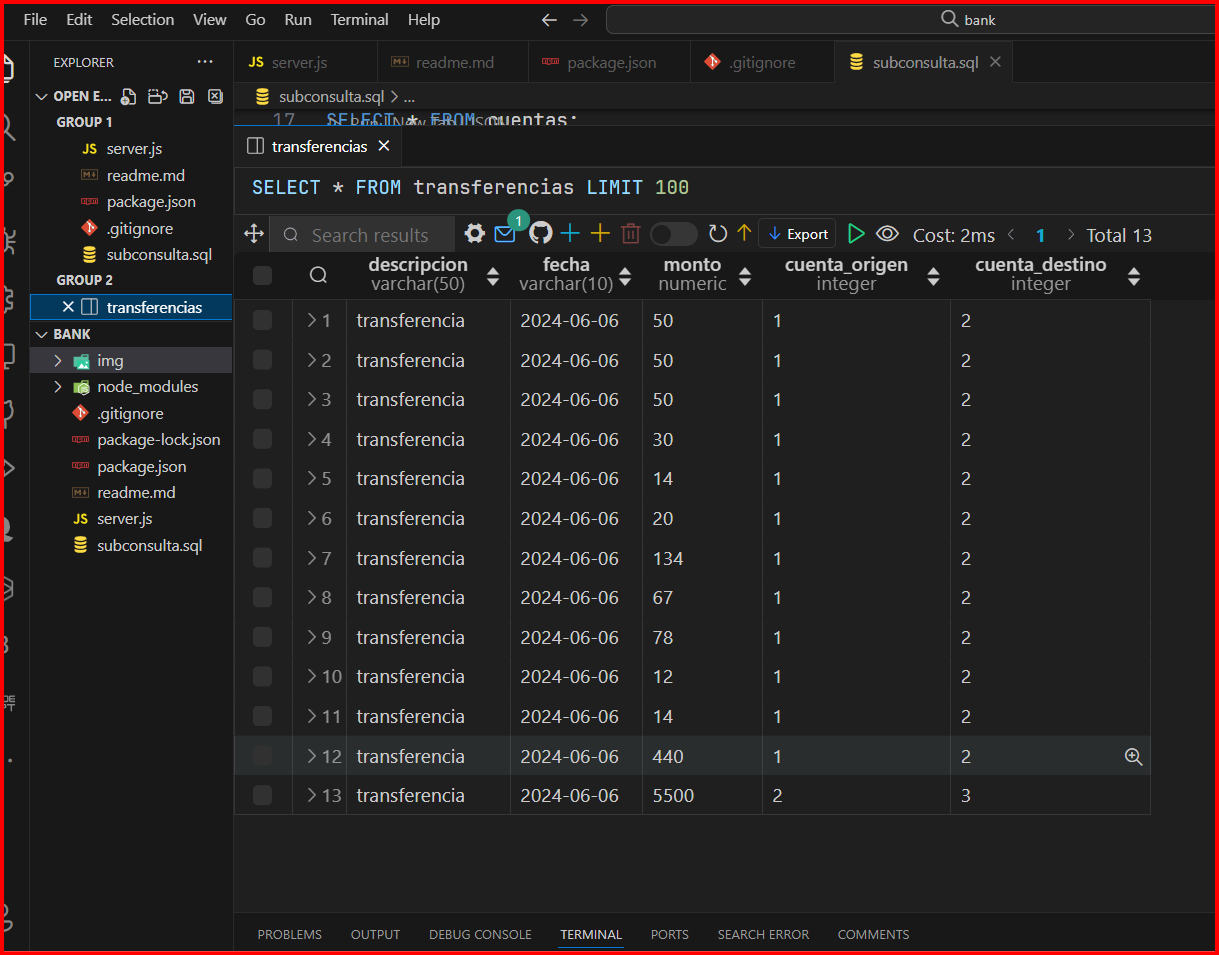 File Edit Selection View Go Run Terminal Help
bank
EXPLORER
OPEN E...
GROUP 1
JS server.js
readme.md
package.json
.gitignore
subconsulta.sql
GROUP 2
transferencias
BANK
img
node_modules
.gitignore
package-lock.json
package.json
readme.md
JS server.js
subconsulta.sql
JS server.js readme.md package.json .gitignore subconsulta.sql
subconsulta.sql > ...
17 SELECT * FROM cuentas;
transferencias
SELECT * FROM transferencias LIMIT 100
Search results 1 Export Cost: 2ms < 1 > Total 13
descripcion fecha monto cuenta_origen cuenta_destino
varchar(50) varchar(10) numeric integer integer
> 1 transferencia 2024-06-06 50 1 2
> 2 transferencia 2024-06-06 50 1 2
> 3 transferencia 2024-06-06 50 1 2
> 4 transferencia 2024-06-06 30 1 2
> 5 transferencia 2024-06-06 14 1 2
> 6 transferencia 2024-06-06 20 1 2
> 7 transferencia 2024-06-06 134 1 2
> 8 transferencia 2024-06-06 67 1 2
> 9 transferencia 2024-06-06 78 1 2
> 10 transferencia 2024-06-06 12 1 2
> 11 transferencia 2024-06-06 14 1 2
> 12 transferencia 2024-06-06 440 1 2
> 13 transferencia 2024-06-06 5500 2 3
PROBLEMS OUTPUT DEBUG CONSOLE TERMINAL PORTS SEARCH ERROR COMMENTS